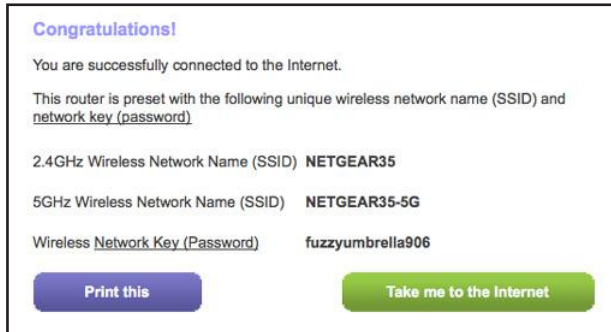 Congratulations!
You are successfully connected to the Internet.
This router is preset with the following unique wireless network name (SSID) and
network key (password)
2.4GHz Wireless Network Name (SSID) NETGEAR35
5GHz Wireless Network Name (SSID) NETGEAR35-5G
Wireless Network Key (Password) fuzzyumbrella906
Print this Take me to the Internet